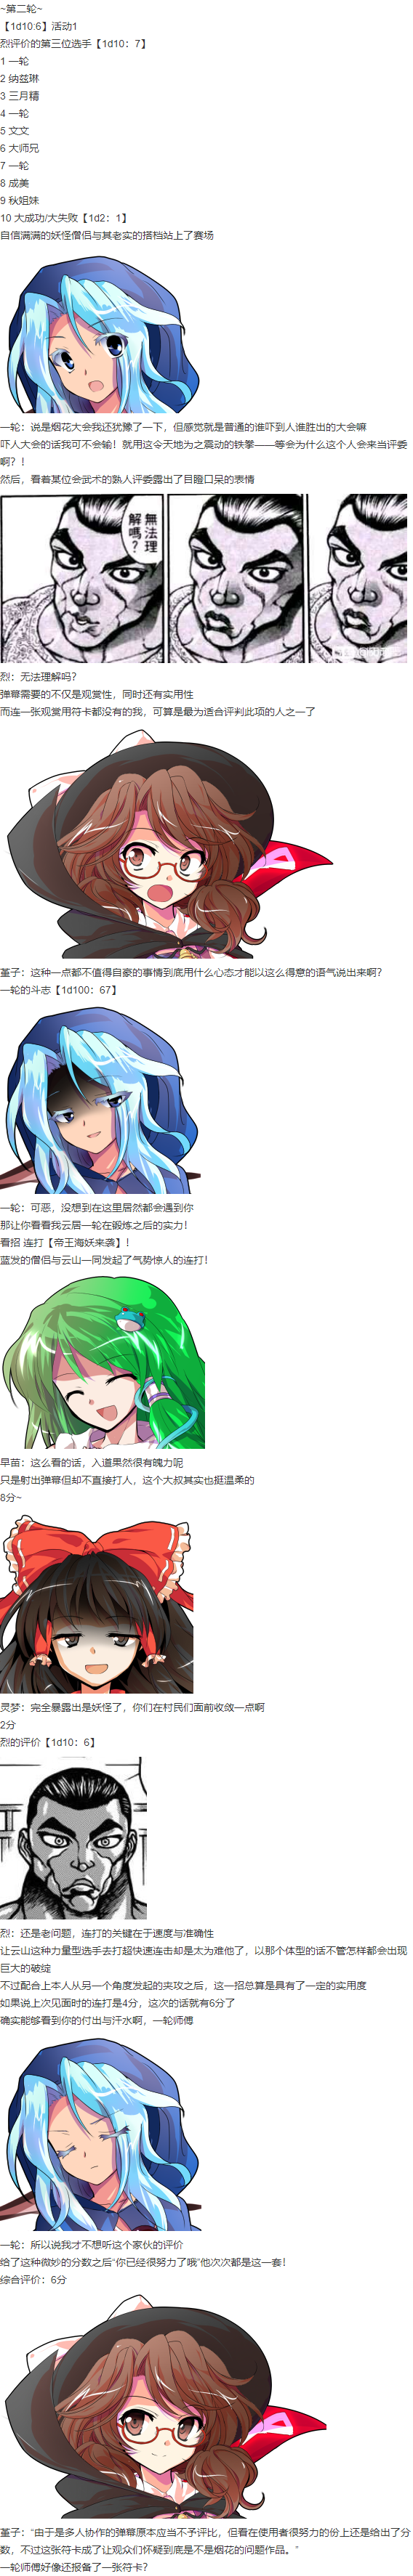 ~第二轮~
【1d10:6】活动1
烈评价的第三位选手【1d10：7】
1 一轮
2 纳兹琳
3 三月精
4 一轮
5 文文
6 大师兄
7 一轮
8 成美
9 秋姐妹
10 大成功/大失败【1d2：1】
自信满满的妖怪僧侣与其老实的搭档站上了赛场
一轮：说是烟花大会我还犹豫了一下，但感觉就是普通的谁吓到人谁胜出的大会嘛
吓人大会的话我可不会输！就用这令天地为之震动的铁拳——等会为什么这个人会来当评委
啊？！
然后，看着某位会武术的熟人评委露出了目瞪口呆的表情
無法理
解嗎？
烈：无法理解吗？
弹幕需要的不仅是观赏性，同时还有实用性
而连一张观赏用符卡都没有的我，可算是最为适合评判此项的人之一了
堇子：这种一点都不值得自豪的事情到底用什么心态才能以这么得意的语气说出来啊？
一轮的斗志【1d100：67】
一轮：可恶，没想到在这里居然都会遇到你
那让你看看我云居一轮在锻炼之后的实力！
看招 连打【帝王海妖来袭】！
蓝发的僧侣与云山一同发起了气势惊人的连打！
早苗：这么看的话，入道果然很有魄力呢
只是射出弹幕但却不直接打人，这个大叔其实也挺温柔的
8分~
灵梦：完全暴露出是妖怪了，你们在村民们面前收敛一点啊
2分
烈的评价【1d10：6】
烈：还是老问题，连打的关键在于速度与准确性
让云山这种力量型选手去打超快速连击却是太为难他了，以那个体型的话不管怎样都会出现
巨大的破绽
不过配合上本人从另一个角度发起的夹攻之后，这一招总算是具有了一定的实用度
如果说上次见面时的连打是4分，这次的话就有6分了
确实能够看到你的付出与汗水啊，一轮师傅
一轮：所以说我才不想听这个家伙的评价
给了这种微妙的分数之后“你已经很努力了哦”他次次都是这一套！
综合评价：6分
堇子：“由于是多人协作的弹幕原本应当不予评比，但看在使用者很努力的份上还是给出了分
数，不过这张符卡成了让观众们怀疑到底是不是烟花的问题作品。”
一轮师傅好像还报备了一张符卡？